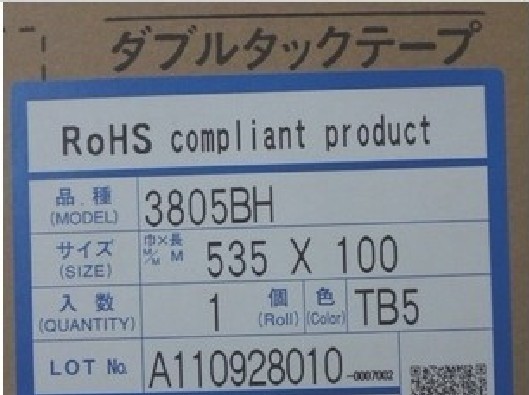 ダブルタックテープ
RoHS compliant product
品種 3805BH
(MODEL)
サイズ 巾×長 535 X 100
(SIZE) M/M M
入数 1 個 色 TB5
(QUANTITY) (Roll) (Color)
LOT No. A110928010-0007002